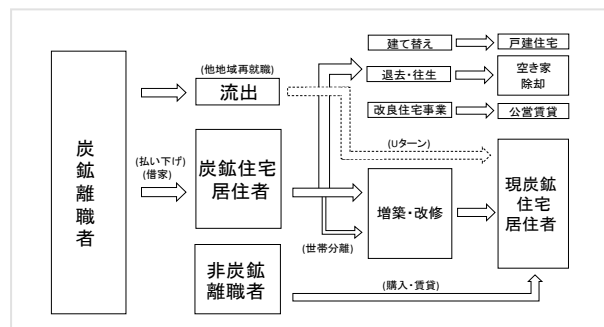 炭鉱離職者
(他地域再就職)
流出
(払い下げ)
(借家)
炭鉱住宅
居住者
非炭鉱
離職者
建て替え
戸建住宅
退去・往生
空き家
除却
改良住宅事業
公営賃貸
(Uターン)
増築・改修
(世帯分離)
現炭鉱
住宅
居住者
(購入・賃貸)